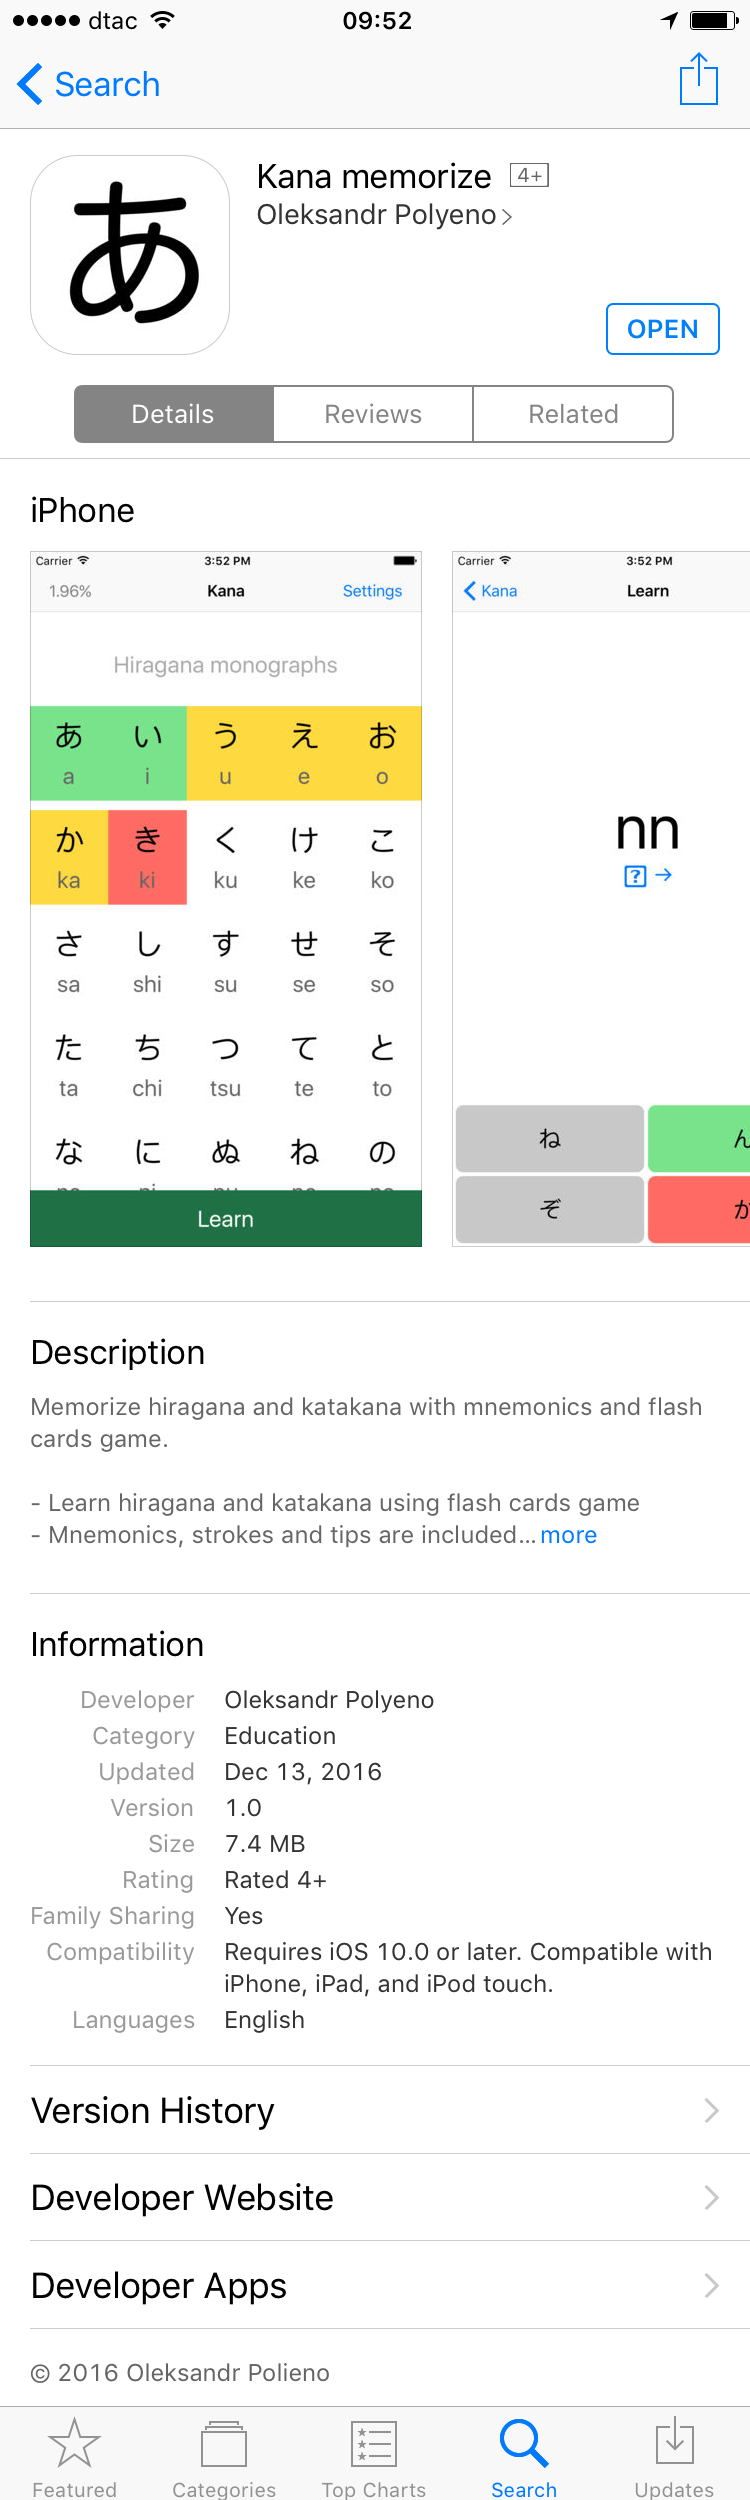 dtac 09:52
Search
あ
Kana memorize 4+
Oleksandr Polyeno
OPEN
Details Reviews Related
iPhone
Carrier 3:52 PM
1.96% Kana Settings
Hiragana monographs
あ い う え お
a i u e o
か き く け こ
ka ki ku ke ko
さ し す せ そ
sa shi su se so
た ち つ て と
ta chi tsu te to
な に ぬ ね の
Learn
Carrier 3:52 PM
Kana Learn
nn
?
ね ん
ぞ
Description
Memorize hiragana and katakana with mnemonics and flash
cards game.
- Learn hiragana and katakana using flash cards game
- Mnemonics, strokes and tips are included... more
Information
Developer Oleksandr Polyeno
Category Education
Updated Dec 13, 2016
Version 1.0
Size 7.4 MB
Rating Rated 4+
Family Sharing Yes
Compatibility Requires iOS 10.0 or later. Compatible with
iPhone, iPad, and iPod touch.
Languages English
Version History
Developer Website
Developer Apps
© 2016 Oleksandr Polieno
Featured Categories Top Charts Search Updates